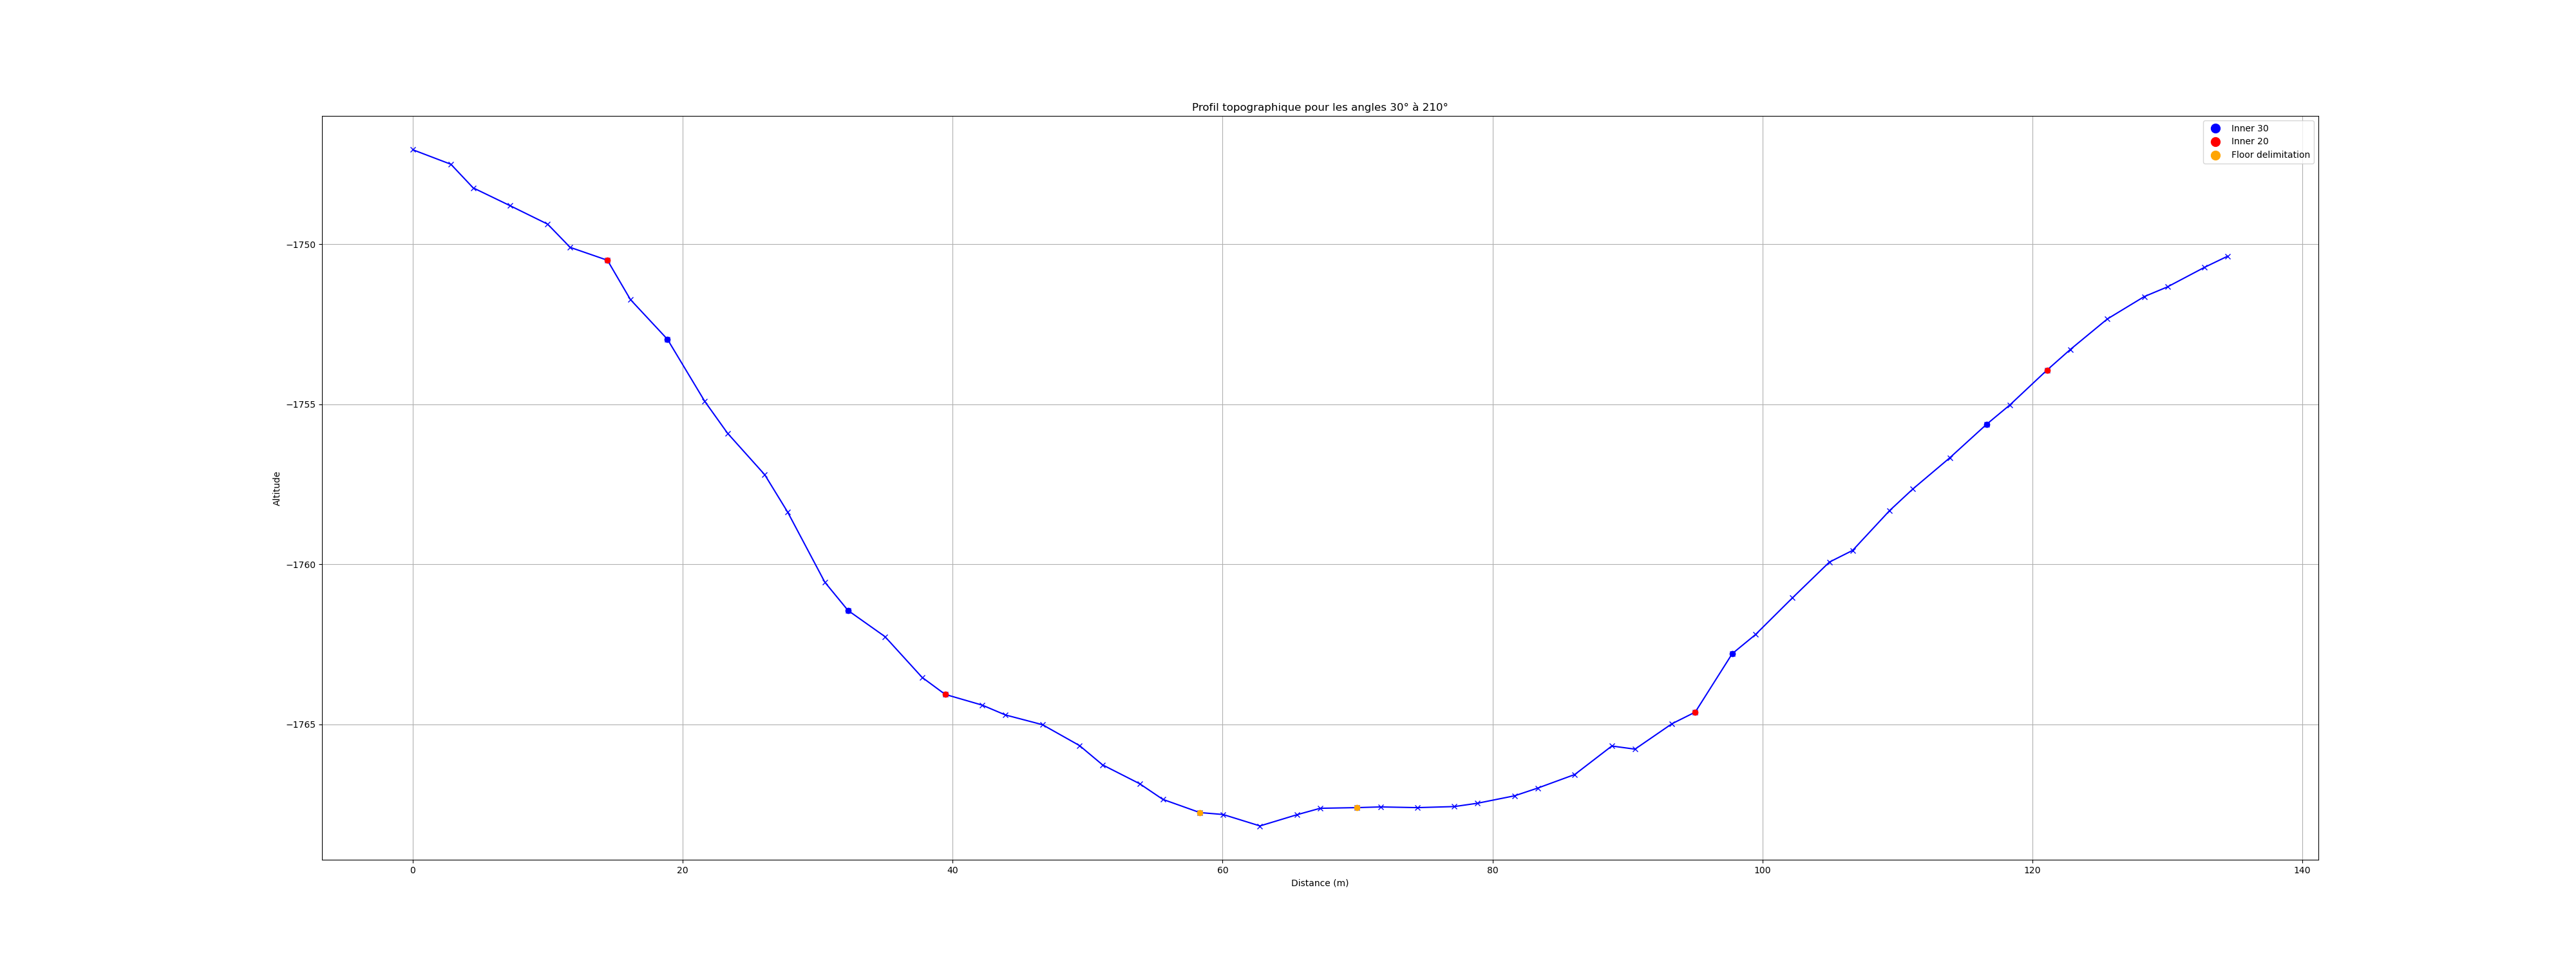 Profil topographique pour les angles 30° à 210°
Inner 30
Inner 20
Floor delimitation
Altitude
−1750
−1755
−1760
−1765
0 20 40 60 80 100 120 140
Distance (m)